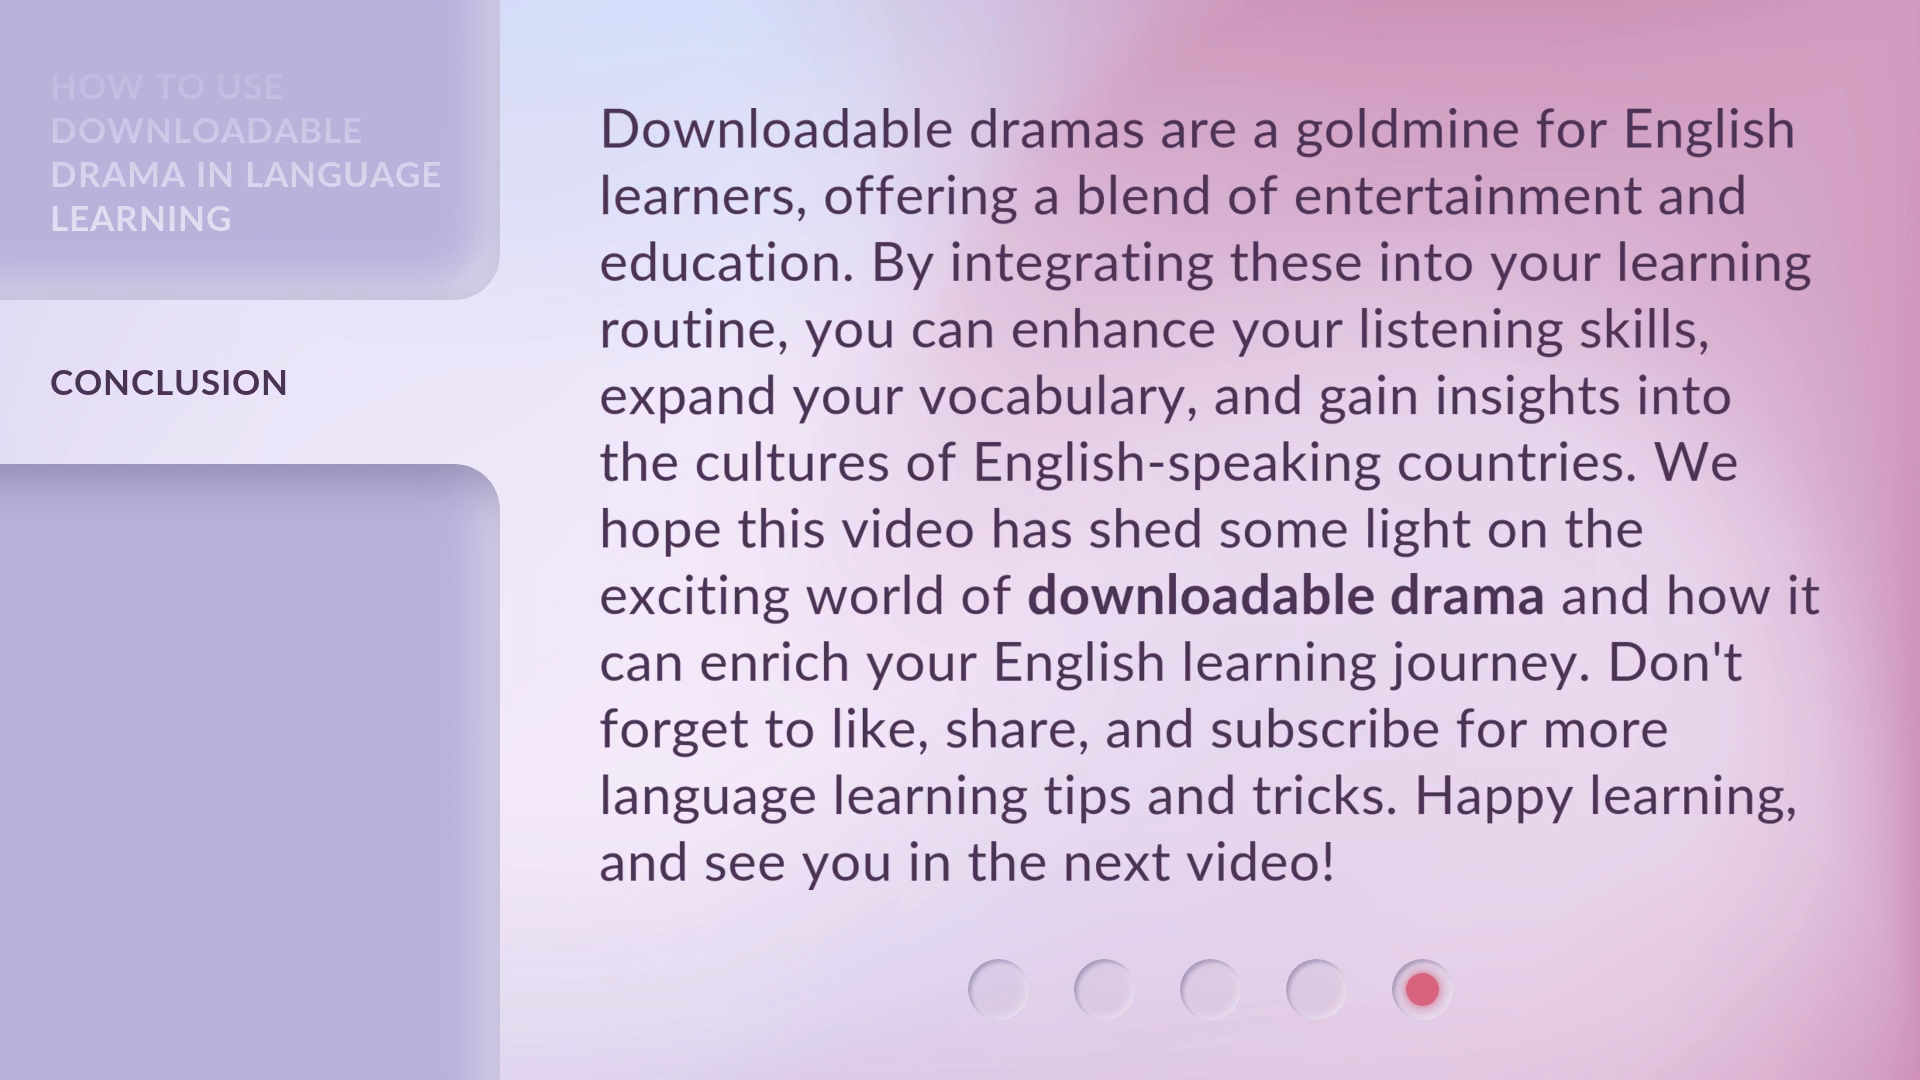 HOW TO USE
DOWNLOADABLE
DRAMA IN LANGUAGE
LEARNING
CONCLUSION
Downloadable dramas are a goldmine for English
learners, offering a blend of entertainment and
education. By integrating these into your learning
routine, you can enhance your listening skills,
expand your vocabulary, and gain insights into
the cultures of English-speaking countries. We
hope this video has shed some light on the
exciting world of downloadable drama and how it
can enrich your English learning journey. Don't
forget to like, share, and subscribe for more
language learning tips and tricks. Happy learning,
and see you in the next video!